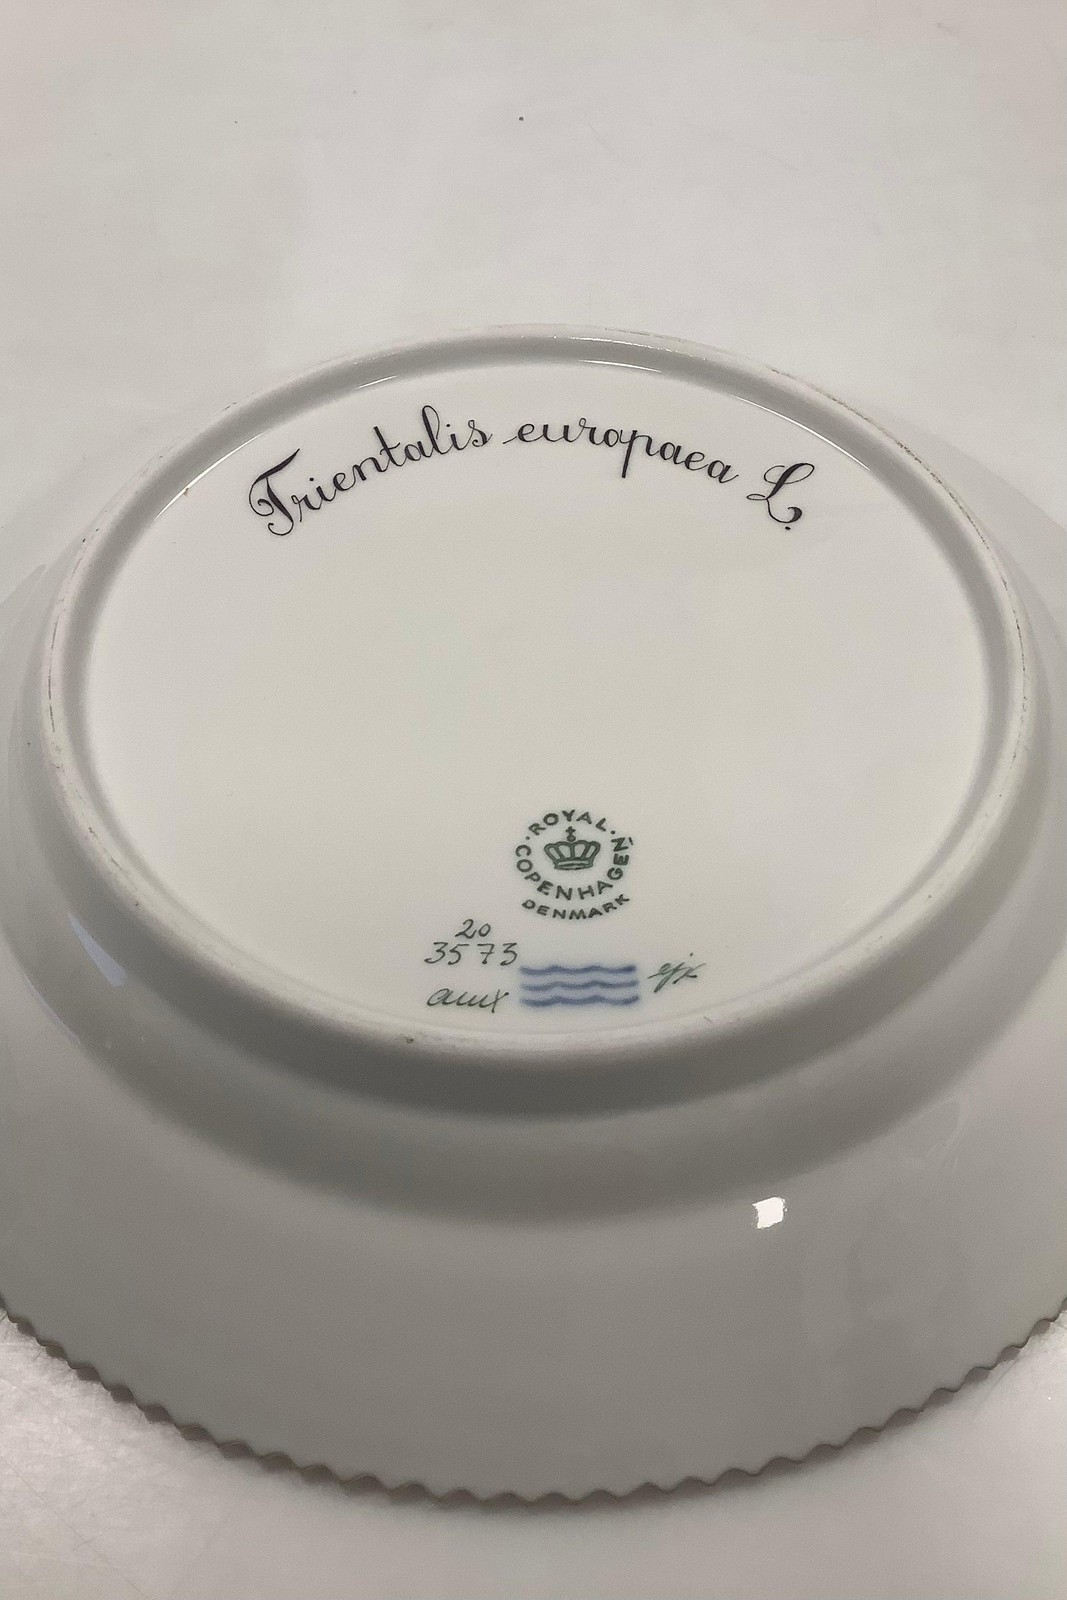 Trientalis europaea L.
ROYAL
COPENHAGEN
DENMARK
20
3573